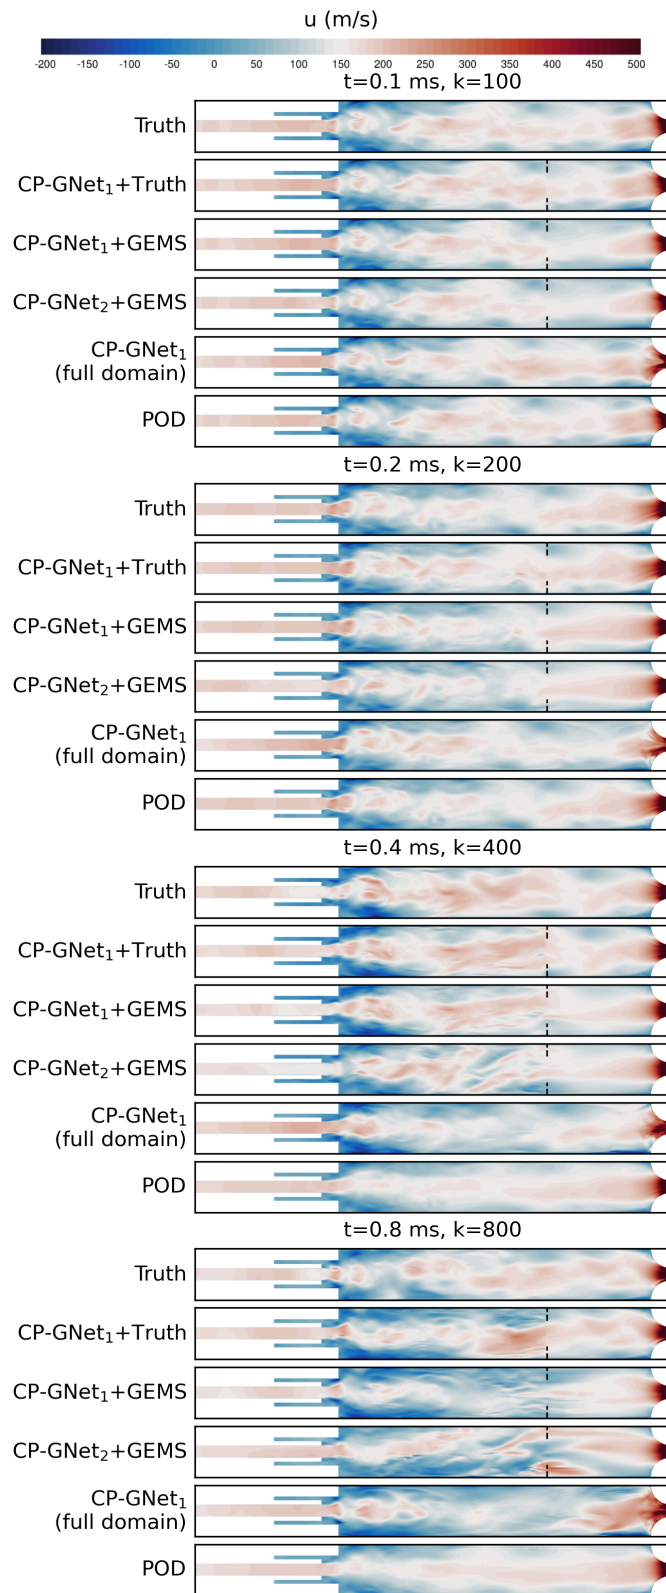 u (m/s)
-200 -150 -100 -50 0 50 100 150 200 250 300 350 400 450 500
t=0.1 ms, k=100
Truth
CP-GNet₁+Truth
CP-GNet₁+GEMS
CP-GNet₂+GEMS
CP-GNet₁
(full domain)
POD
t=0.2 ms, k=200
Truth
CP-GNet₁+Truth
CP-GNet₁+GEMS
CP-GNet₂+GEMS
CP-GNet₁
(full domain)
POD
t=0.4 ms, k=400
Truth
CP-GNet₁+Truth
CP-GNet₁+GEMS
CP-GNet₂+GEMS
CP-GNet₁
(full domain)
POD
t=0.8 ms, k=800
Truth
CP-GNet₁+Truth
CP-GNet₁+GEMS
CP-GNet₂+GEMS
CP-GNet₁
(full domain)
POD